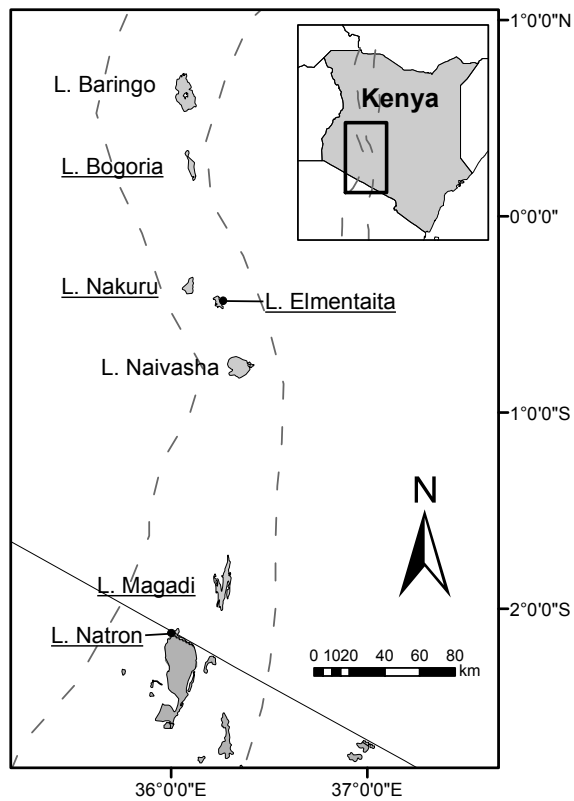 1°0'0"N
L. Baringo
Kenya
L. Bogoria
0°0'0"
L. Nakuru
L. Elmentaita
L. Naivasha
1°0'0"S
N
L. Magadi
2°0'0"S
L. Natron
0 1020 40 60 80
km
36°0'0"E 37°0'0"E